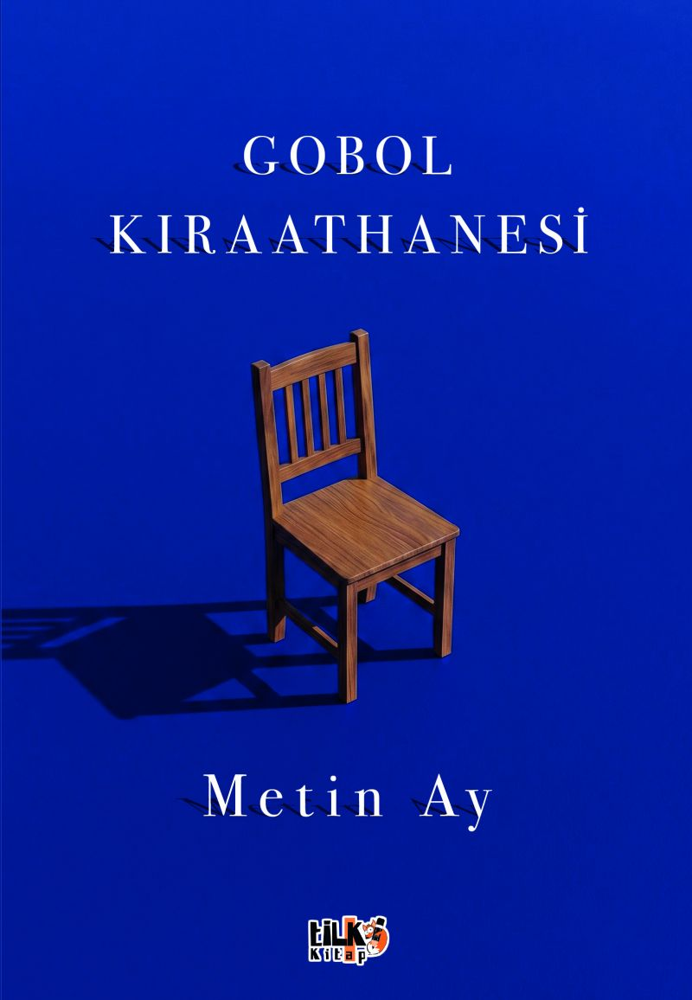 GOBOL
KIRAATHANESİ
Metin Ay
tilki
kitap